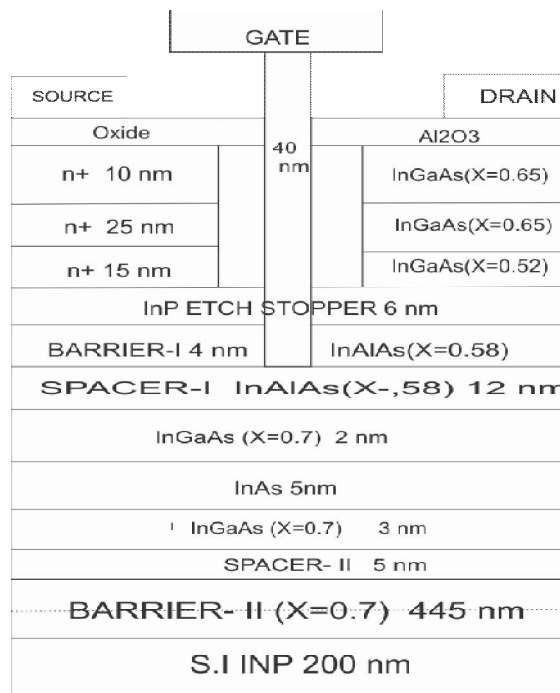 GATE
SOURCE
DRAIN
Oxide
Al2O3
40
nm
n+ 10 nm
InGaAs(X=0.65)
n+ 25 nm
InGaAs(X=0.65)
n+ 15 nm
InGaAs(X=0.52)
InP ETCH STOPPER 6 nm
BARRIER-I 4 nm
InAlAs(X=0.58)
SPACER-I InAlAs(X-,58) 12 nm
InGaAs (X=0.7) 2 nm
InAs 5nm
InGaAs (X=0.7) 3 nm
SPACER- II 5 nm
BARRIER- II (X=0.7) 445 nm
S.I INP 200 nm